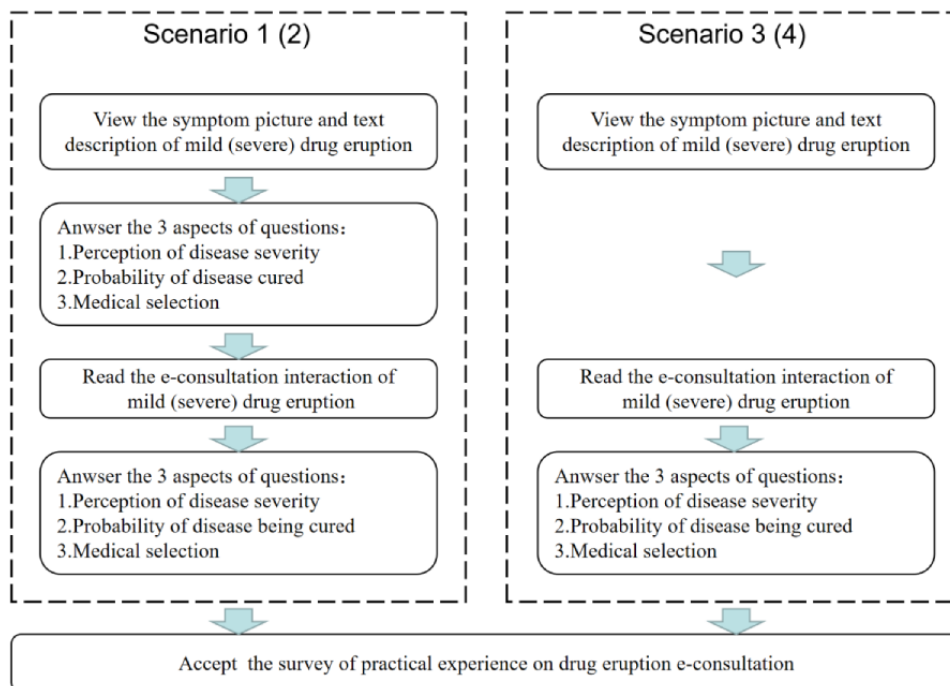 Scenario 1 (2)
View the symptom picture and text
description of mild (severe) drug eruption
Anwser the 3 aspects of questions：
1.Perception of disease severity
2.Probability of disease cured
3.Medical selection
Read the e-consultation interaction of
mild (severe) drug eruption
Anwser the 3 aspects of questions：
1.Perception of disease severity
2.Probability of disease being cured
3.Medical selection
Scenario 3 (4)
View the symptom picture and text
description of mild (severe) drug eruption
Read the e-consultation interaction of
mild (severe) drug eruption
Anwser the 3 aspects of questions：
1.Perception of disease severity
2.Probability of disease being cured
3.Medical selection
Accept the survey of practical experience on drug eruption e-consultation